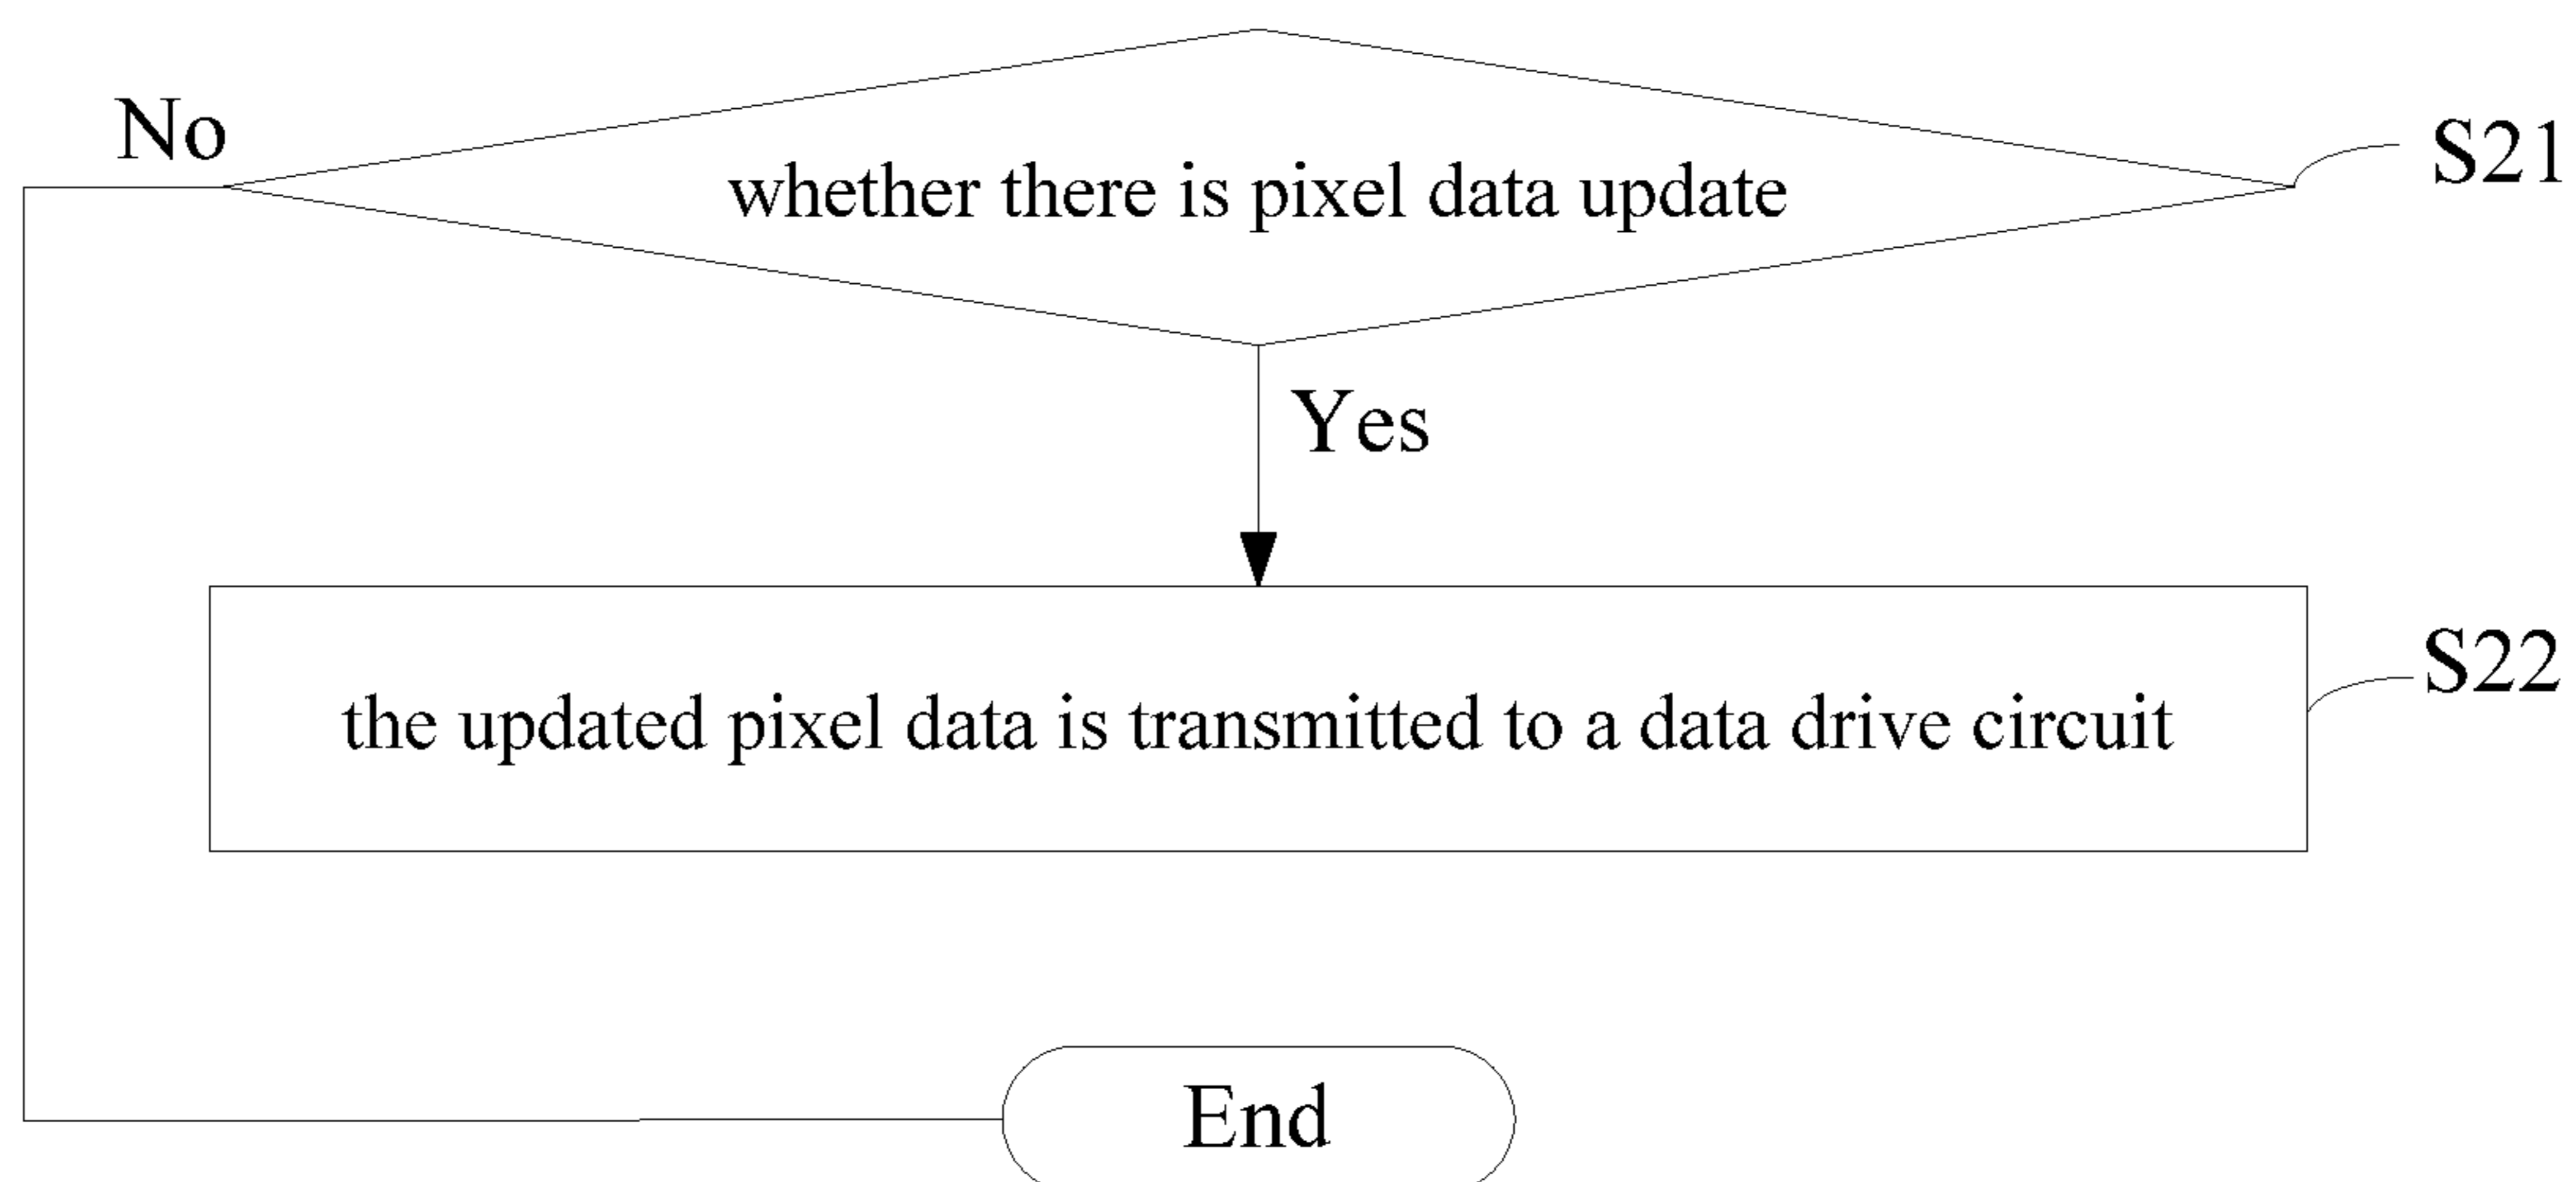 No
whether there is pixel data update
S21
Yes
the updated pixel data is transmitted to a data drive circuit
S22
End